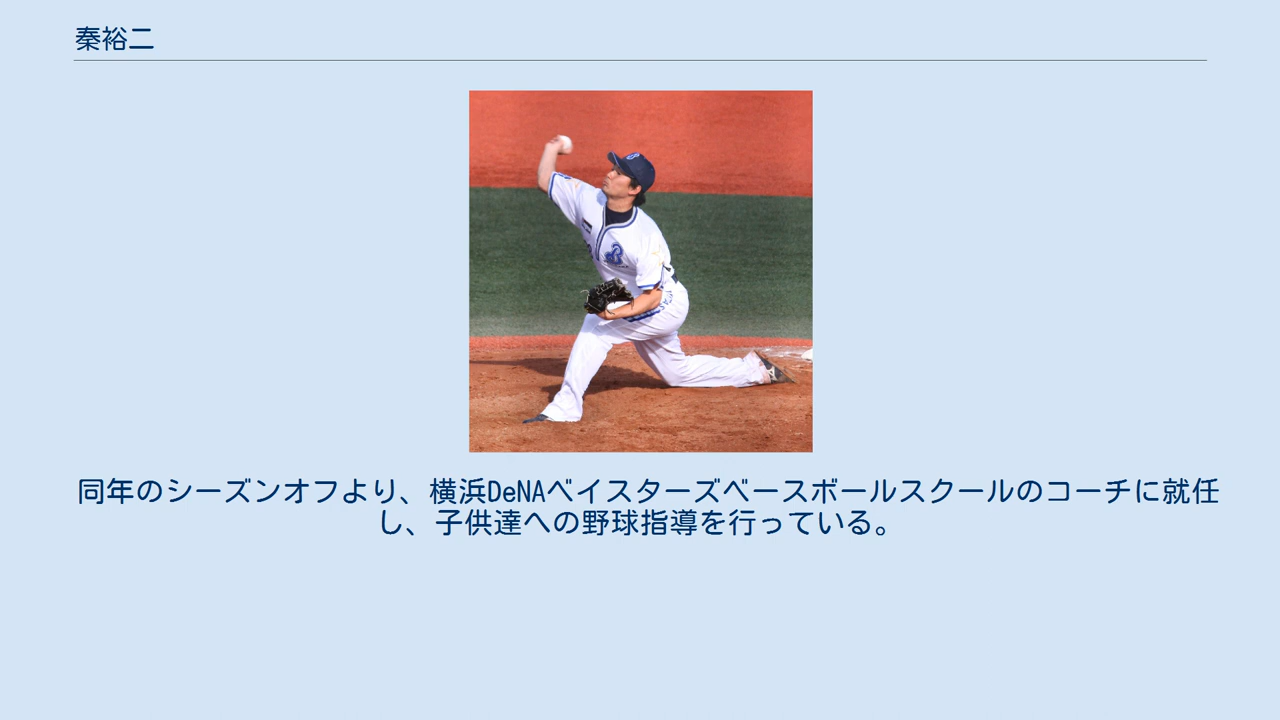 秦裕二
同年のシーズンオフより、横浜DeNAベイスターズベースボールスクールのコーチに就任
し、子供達への野球指導を行っている。